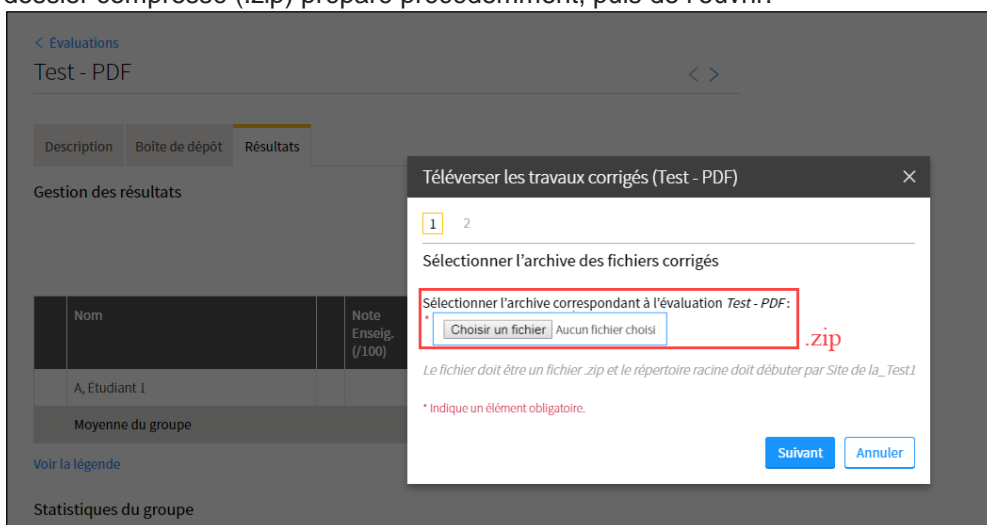 dossier compressé (.zip) préparé précédemment, puis de l'ouvrir.
< Évaluations
Test - PDF
< >
Description Boîte de dépôt Résultats
Gestion des résultats
Téléverser les travaux corrigés (Test - PDF) ×
1 2
Sélectionner l'archive des fichiers corrigés
Sélectionner l'archive correspondant à l'évaluation Test - PDF :
* Choisir un fichier Aucun fichier choisi
.zip
Le fichier doit être un fichier .zip et le répertoire racine doit débuter par Site de la_Test1
* Indique un élément obligatoire.
Suivant Annuler
Nom
Note
Enseig.
(/100)
A, Étudiant 1
Moyenne du groupe
Voir la légende
Statistiques du groupe